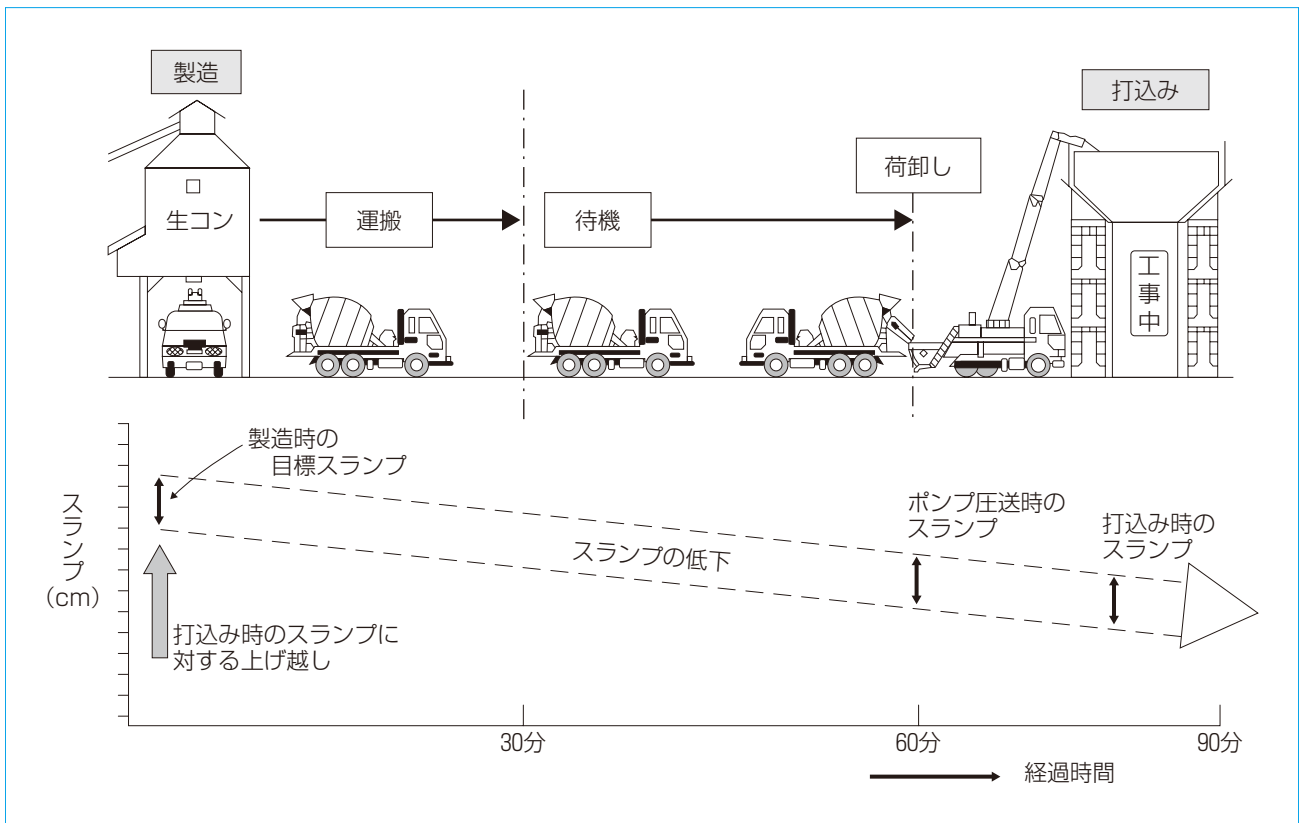 製造
打込み
荷卸し
生コン
運搬
待機
工事中
製造時の
目標スランプ
スランプ
(cm)
ポンプ圧送時の
スランプ
打込み時の
スランプ
スランプの低下
打込み時のスランプに
対する上げ越し
30分
60分
90分
経過時間